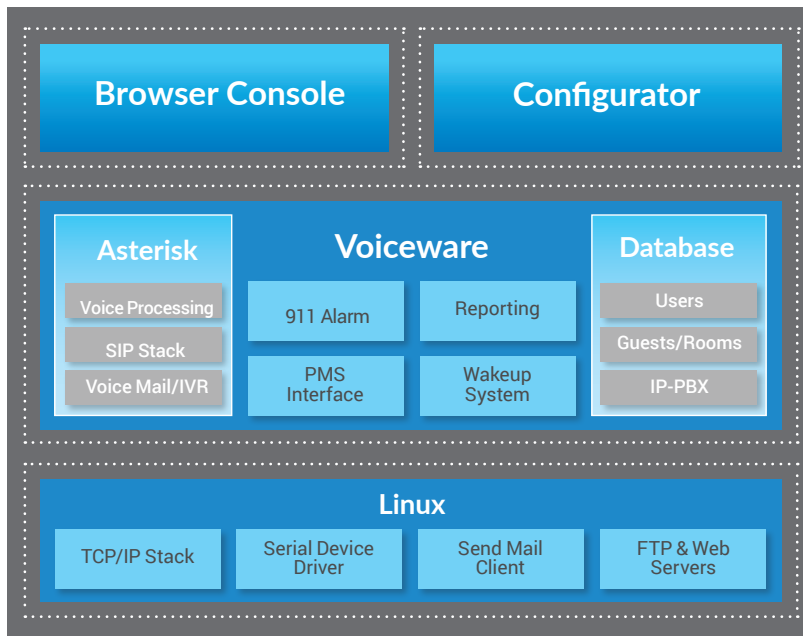 Browser Console
Configurator
Asterisk
Voice Processing
SIP Stack
Voice Mail/IVR
Voiceware
911 Alarm
Reporting
PMS
Interface
Wakeup
System
Database
Users
Guests/Rooms
IP-PBX
Linux
TCP/IP Stack
Serial Device
Driver
Send Mail
Client
FTP & Web
Servers